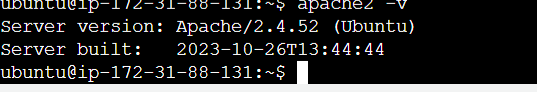 ubuntu@ip-172-31-88-131:~$ apache2 -v
Server version: Apache/2.4.52 (Ubuntu)
Server built:   2023-10-26T13:44:44
ubuntu@ip-172-31-88-131:~$